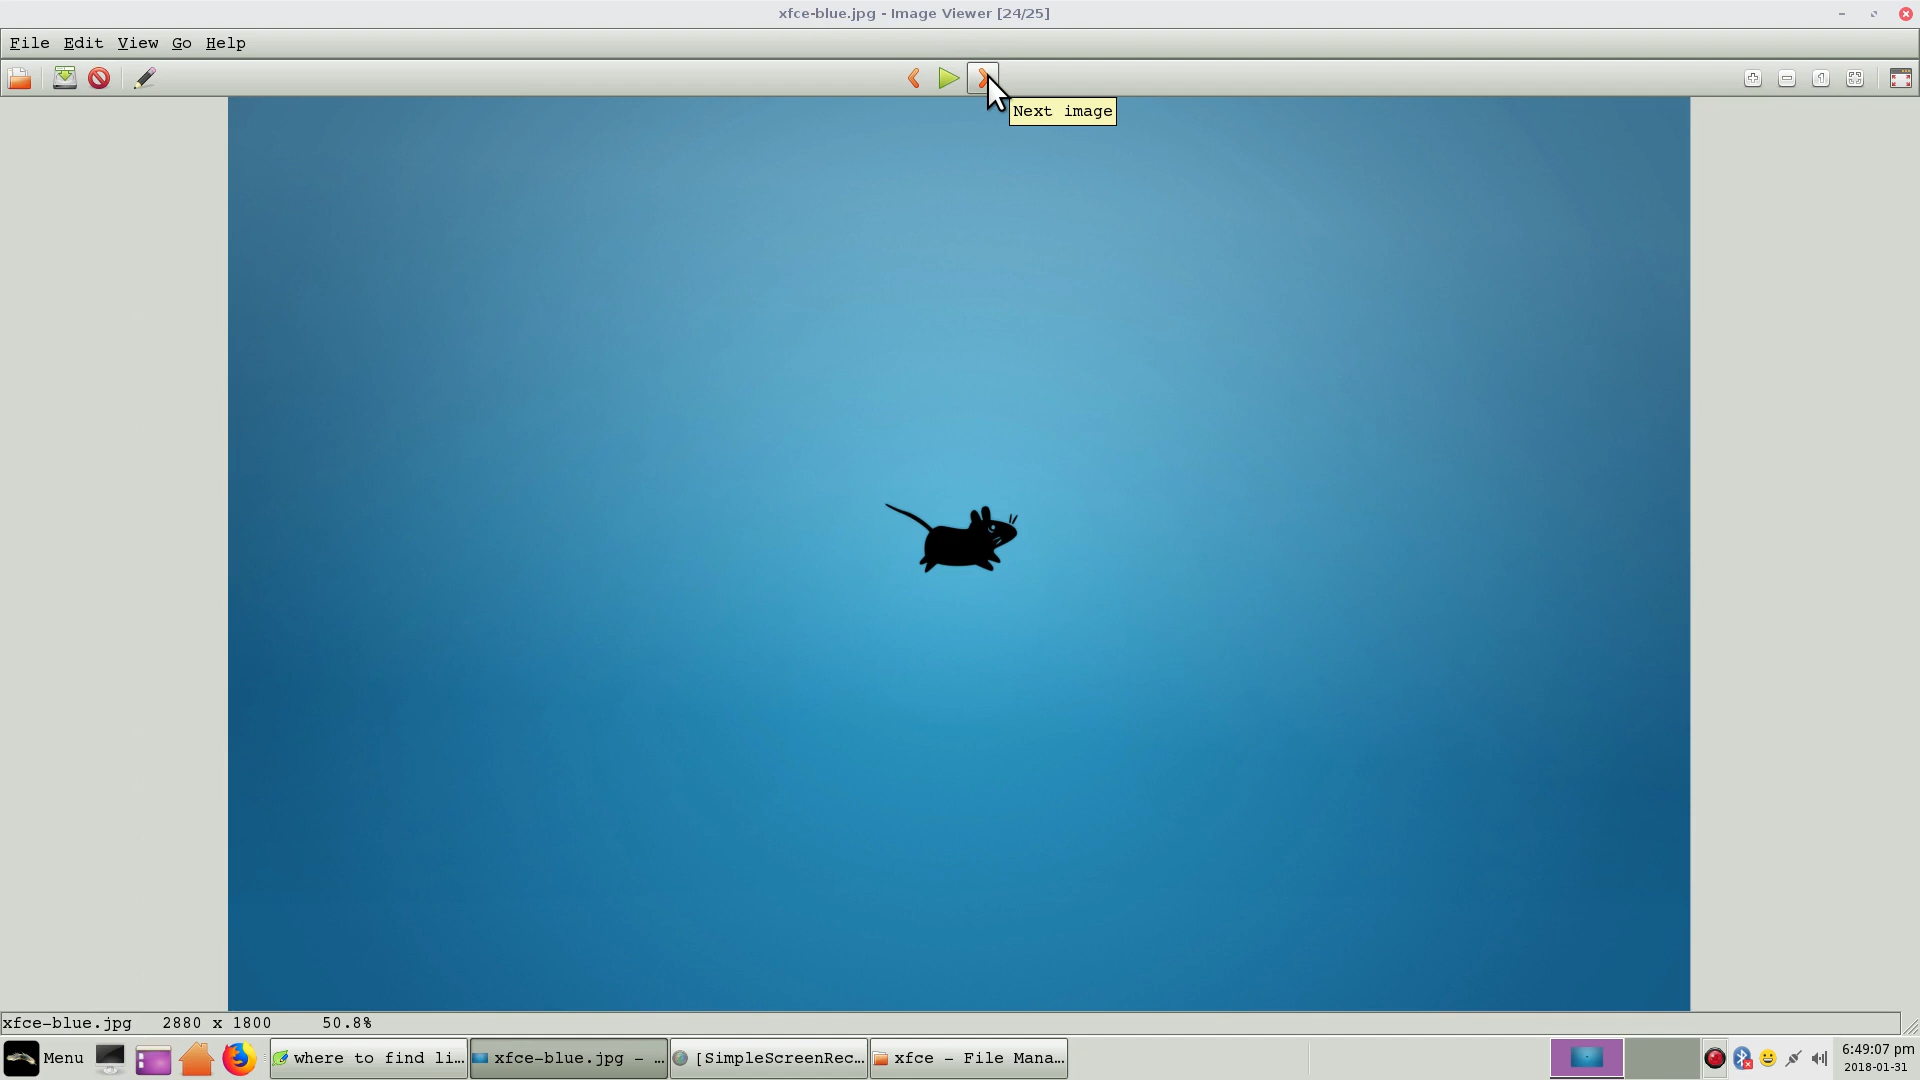 xfce-blue.jpg - Image Viewer [24/25]
File Edit View Go Help
Next image
xfce-blue.jpg 2880 x 1800 50.8%
Menu
where to find li...
xfce-blue.jpg - ...
[SimpleScreenRec...
xfce - File Mana...
6:49:07 pm
2018-01-31